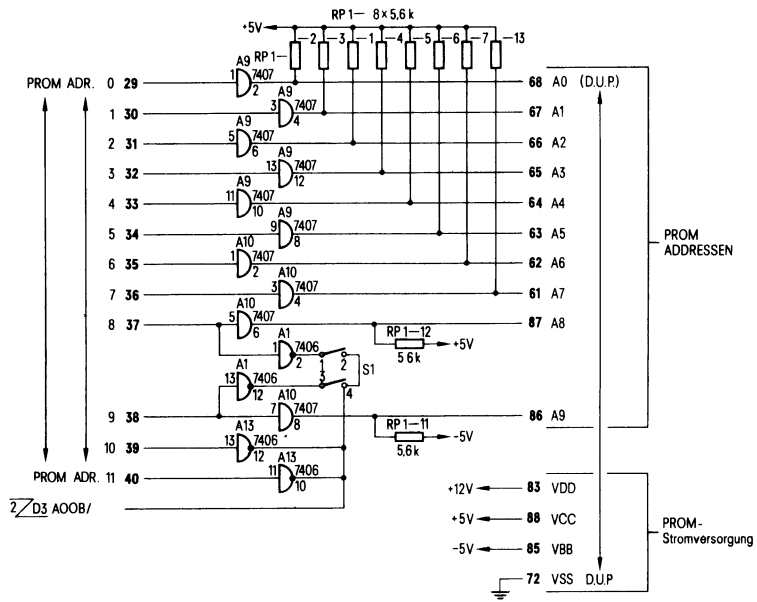 RP 1— 8 × 5,6 k
+5V
RP 1— —2 —3 —1 —4 —5 —6 —7 —13
PROM ADR. 0 29 A9 1 7407 2 68 A0 (D.U.P.)
1 30 A9 3 7407 4 67 A1
2 31 A9 5 7407 6 66 A2
3 32 A9 13 7407 12 65 A3
4 33 A9 11 7407 10 64 A4
5 34 A9 9 7407 8 63 A5
6 35 A10 1 7407 2 62 A6
7 36 A10 3 7407 4 61 A7
8 37 A10 5 7407 6 87 A8
PROM
ADDRESSEN
RP 1—12
5 6 k +5V
A1 1 7406 2 1 2 S1
A1 13 7406 12 3 4
9 38 A10 7 7407 8 86 A9
RP 1—11
5,6k −5V
10 39 A13 13 7406 12
PROM ADR. 11 40 A13 11 7406 10
2/D3 AOOB/
+12V 83 VDD
+5V 88 VCC
−5V 85 VBB
72 VSS D.U.P
PROM-
Stromversorgung